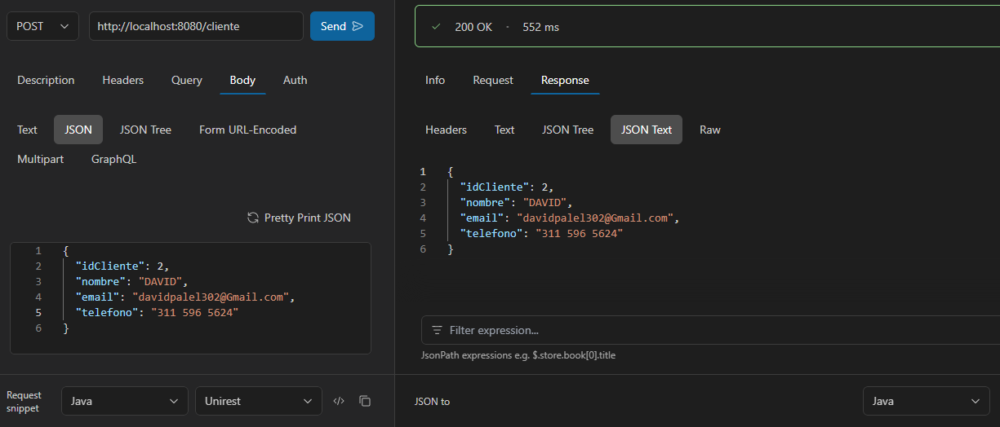 POST http://localhost:8080/cliente Send
Description Headers Query Body Auth
Text JSON JSON Tree Form URL-Encoded
Multipart GraphQL
Pretty Print JSON
1 {
2 "idCliente": 2,
3 "nombre": "DAVID",
4 "email": "davidpalel302@Gmail.com",
5 "telefono": "311 596 5624"
6 }
Request
snippet
Java Unirest
200 OK · 552 ms
Info Request Response
Headers Text JSON Tree JSON Text Raw
1 {
2 "idCliente": 2,
3 "nombre": "DAVID",
4 "email": "davidpalel302@Gmail.com",
5 "telefono": "311 596 5624"
6 }
Filter expression...
JsonPath expressions e.g. $.store.book[0].title
JSON to Java